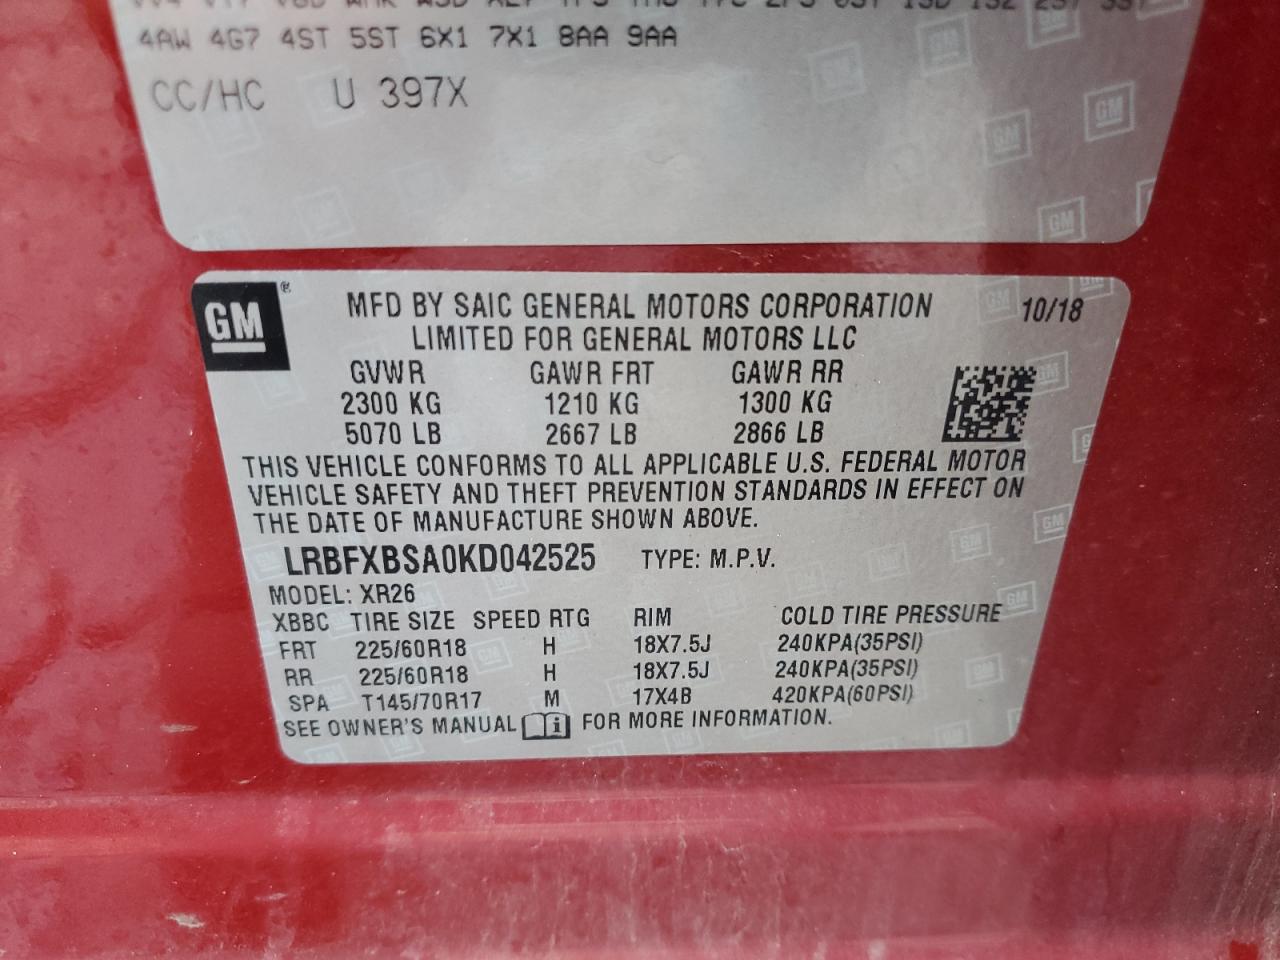 4AW 4G7 4ST 5ST 6X1 7X1 8AA 9AA
CC/HC U 397X
GM ®
MFD BY SAIC GENERAL MOTORS CORPORATION 10/18
LIMITED FOR GENERAL MOTORS LLC
GVWR GAWR FRT GAWR RR
2300 KG 1210 KG 1300 KG
5070 LB 2667 LB 2866 LB
THIS VEHICLE CONFORMS TO ALL APPLICABLE U.S. FEDERAL MOTOR
VEHICLE SAFETY AND THEFT PREVENTION STANDARDS IN EFFECT ON
THE DATE OF MANUFACTURE SHOWN ABOVE.
LRBFXBSA0KD042525 TYPE: M.P.V.
MODEL: XR26
XBBC TIRE SIZE SPEED RTG RIM COLD TIRE PRESSURE
FRT 225/60R18 H 18X7.5J 240KPA(35PSI)
RR 225/60R18 H 18X7.5J 240KPA(35PSI)
SPA T145/70R17 M 17X4B 420KPA(60PSI)
SEE OWNER'S MANUAL i FOR MORE INFORMATION.